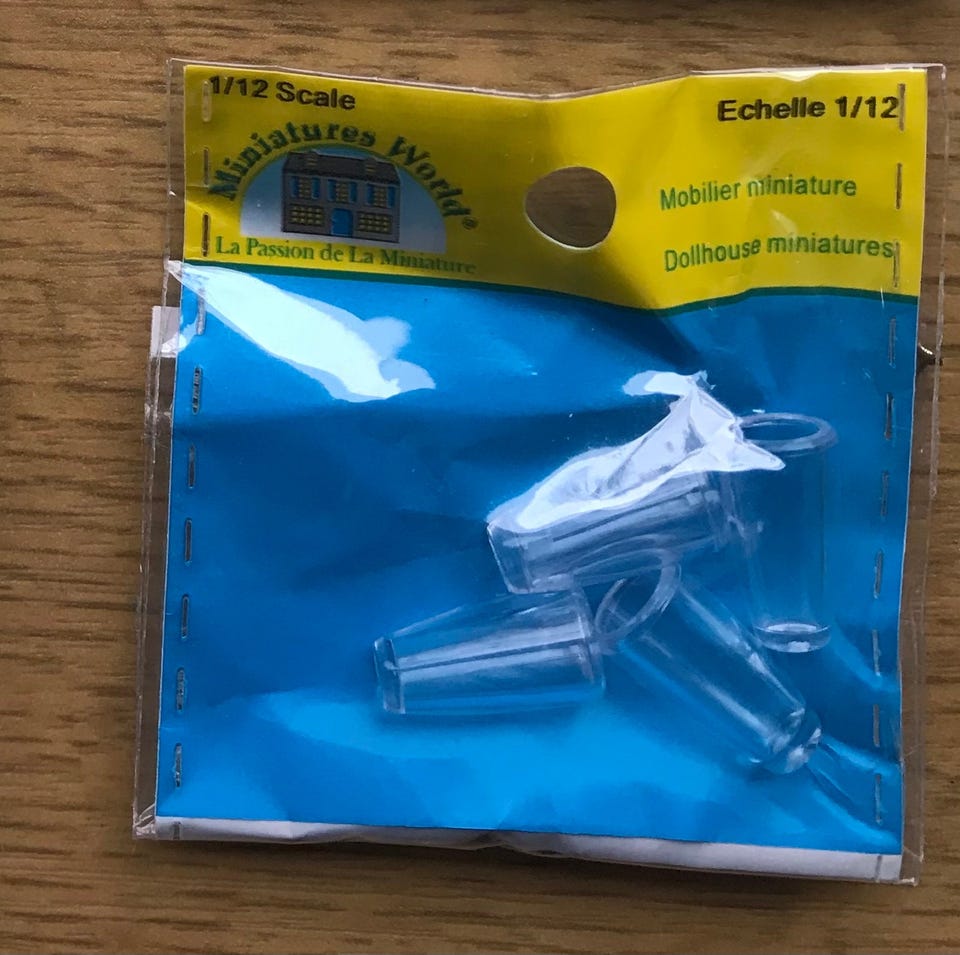 1/12 Scale
Echelle 1/12
Miniatures World®
La Passion de La Miniature
Mobilier miniature
Dollhouse miniatures